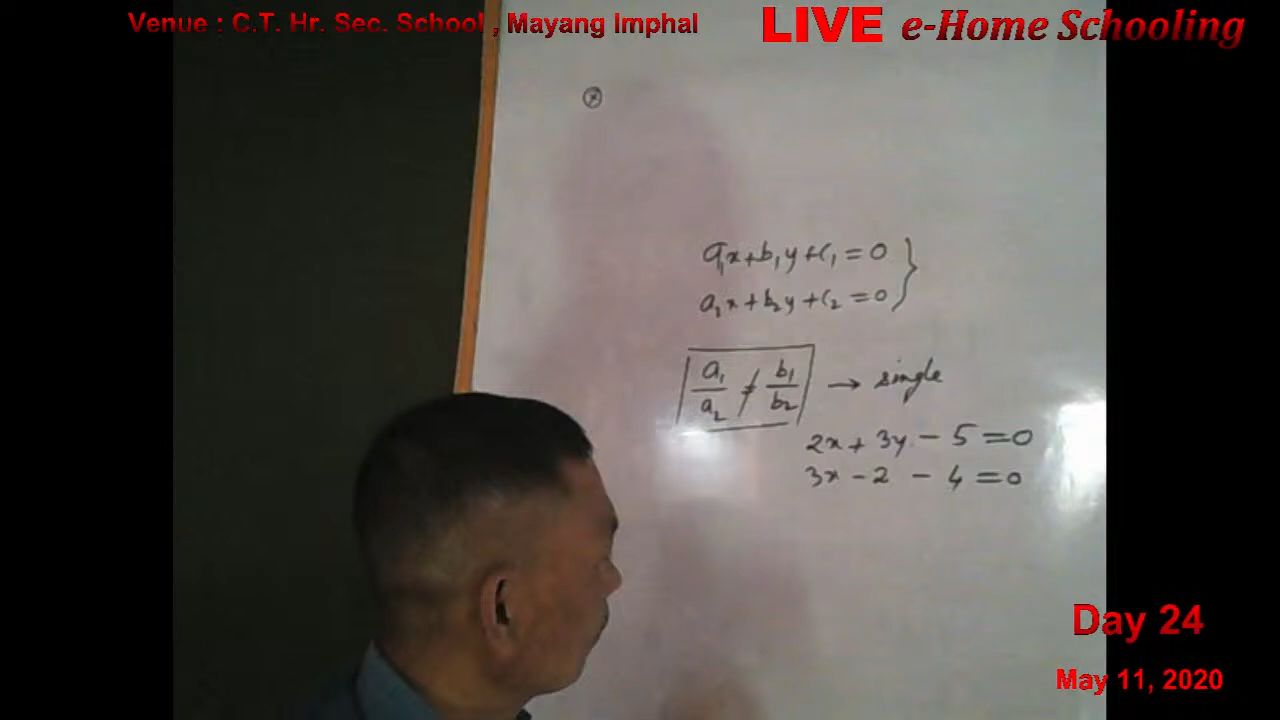 Venue : C.T. Hr. Sec. School , Mayang Imphal
LIVE e-Home Schooling
a₁x+b₁y+c₁=0
a₂x+b₂y+c₂=0
a₁/a₂ ≠ b₁/b₂ → single
2x+3y-5=0
3x-2 -4=0
Day 24
May 11, 2020